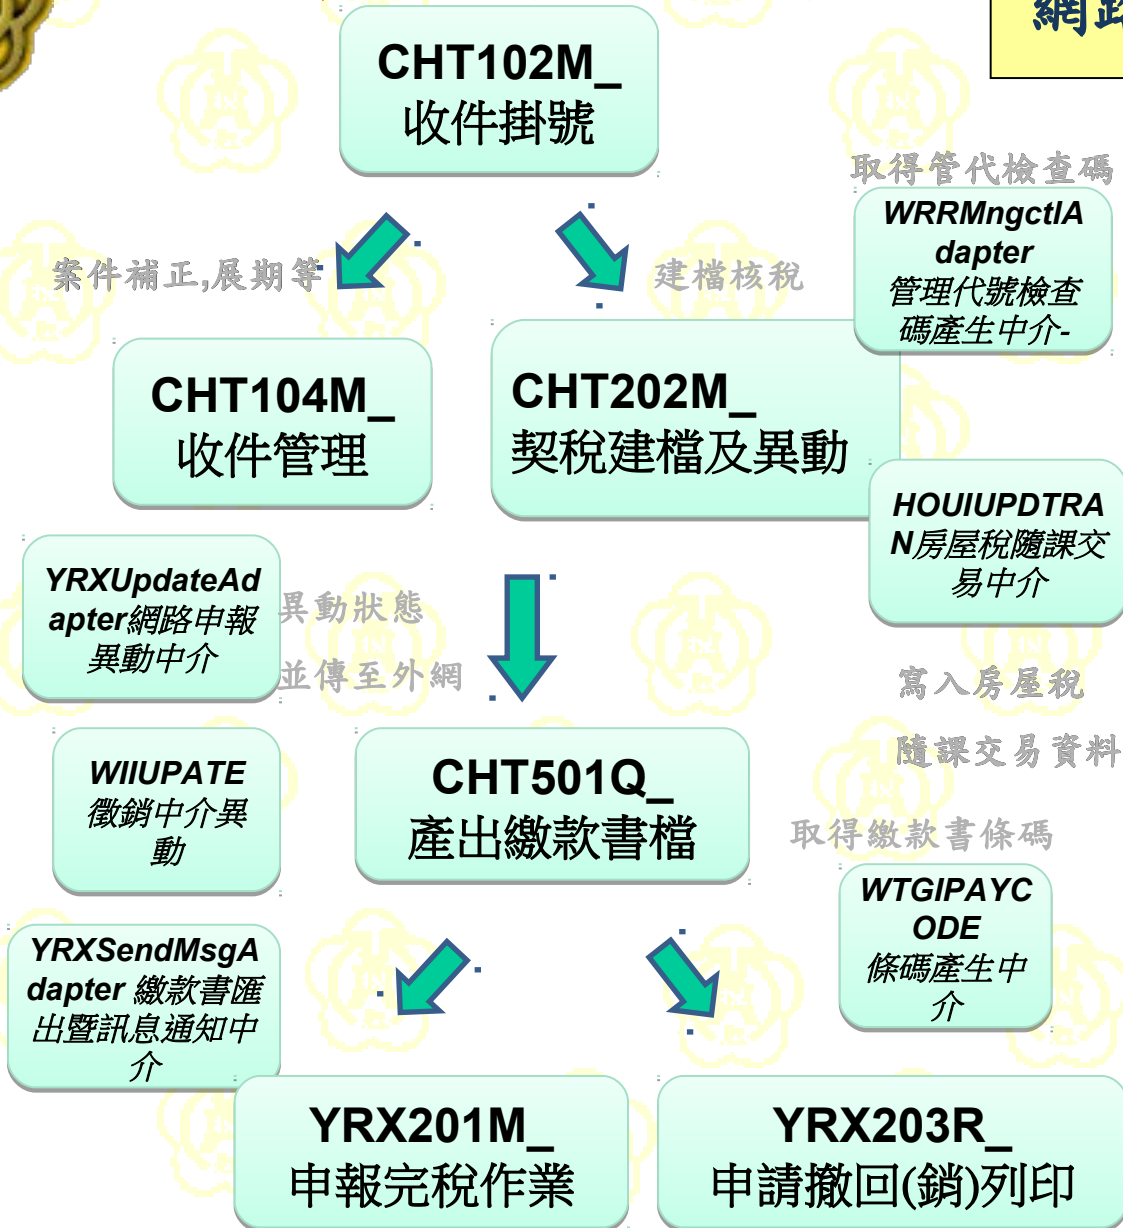 網路
CHT102M_
收件掛號
取得管代檢查碼
WRRMngctlA
dapter
管理代號檢查
碼產生中介-
案件補正,展期等
建檔核稅
CHT104M_
收件管理
CHT202M_
契稅建檔及異動
HOUIUPDTRA
N房屋稅隨課交
易中介
YRXUpdateAd
apter網路申報
異動中介
異動狀態
並傳至外網
寫入房屋稅
隨課交易資料
WIIUPATE
徵銷中介異
動
CHT501Q_
產出繳款書檔
取得繳款書條碼
WTGIPAYC
ODE
條碼產生中
介
YRXSendMsgA
dapter 繳款書匯
出暨訊息通知中
介
YRX201M_
申報完稅作業
YRX203R_
申請撤回(銷)列印